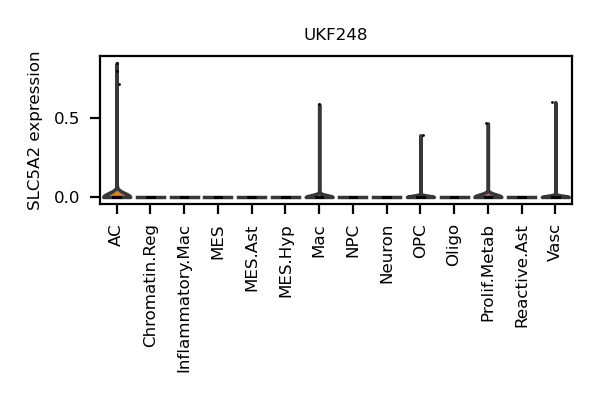 UKF248
SLC5A2 expression
0.5
0.0
AC
Chromatin.Reg
Inflammatory.Mac
MES
MES.Ast
MES.Hyp
Mac
NPC
Neuron
OPC
Oligo
Prolif.Metab
Reactive.Ast
Vasc